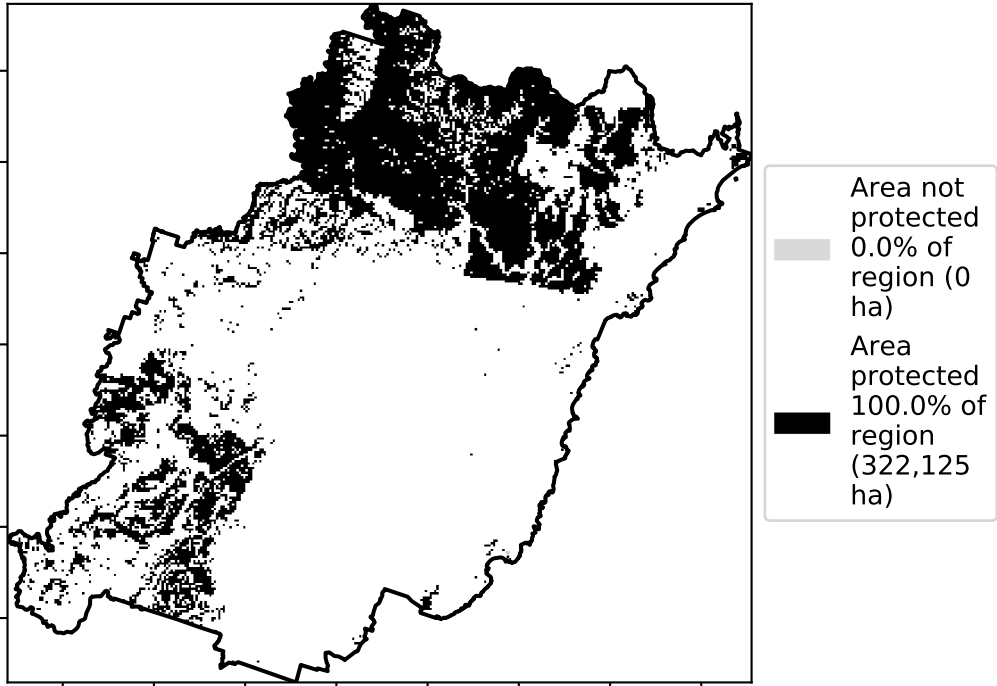 Area not
protected
0.0% of
region (0
ha)
Area
protected
100.0% of
region
(322,125
ha)